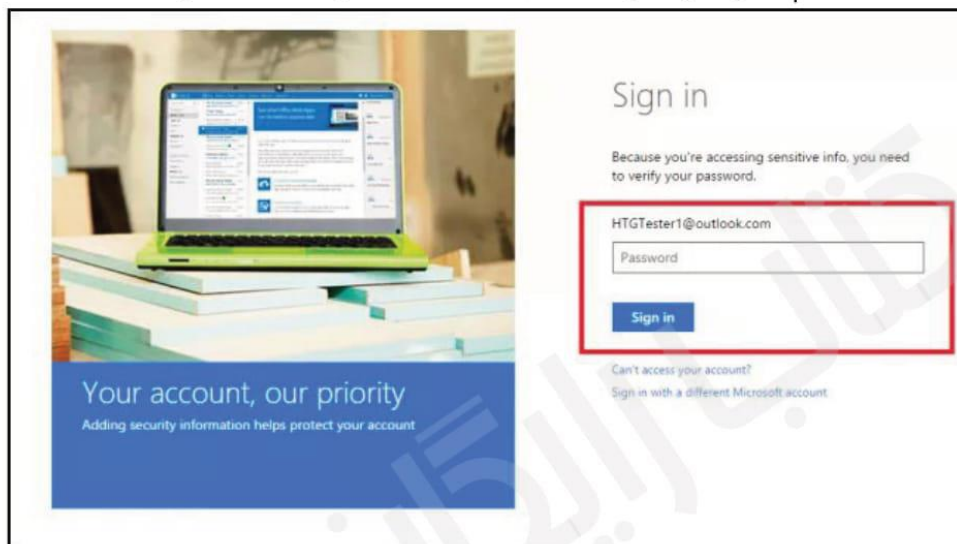 Sign in
Because you're accessing sensitive info, you need
to verify your password.
HTGTester1@outlook.com
Password
Sign in
Can't access your account?
Sign in with a different Microsoft account
Your account, our priority
Adding security information helps protect your account